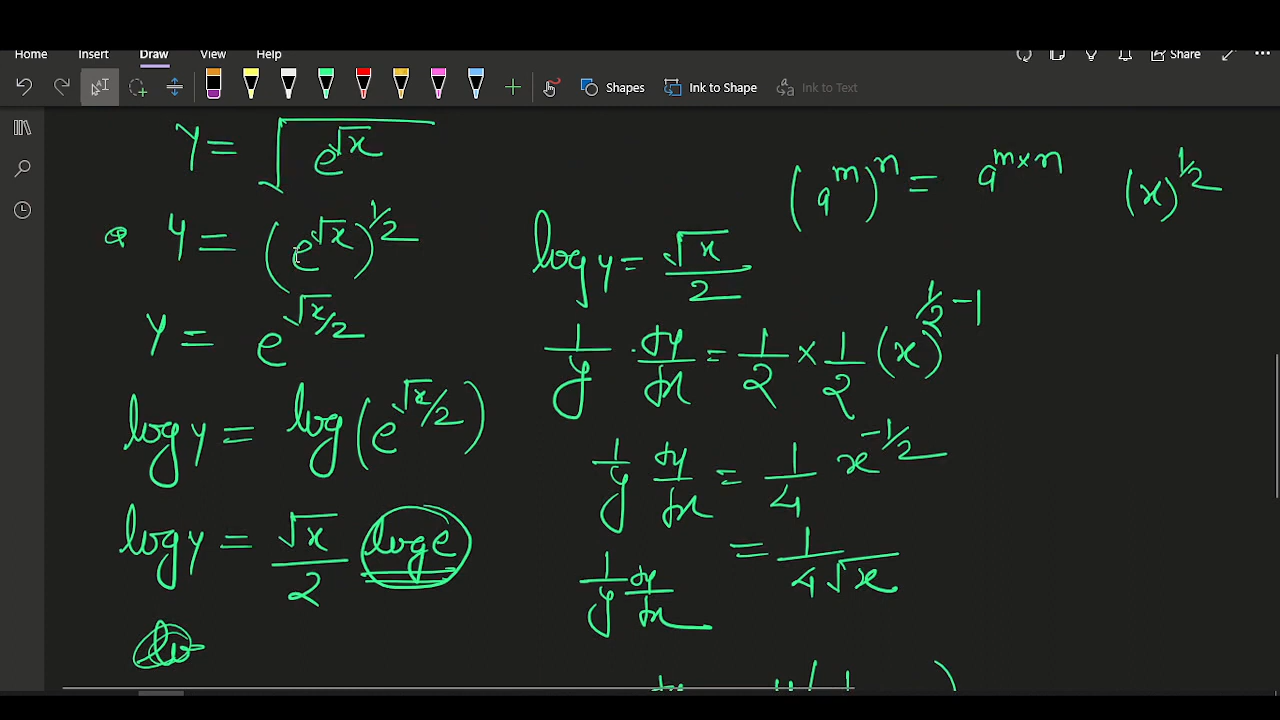 Home Insert Draw View Help Share
Shapes Ink to Shape Ink to Text
y = √(e^√x)
y = (e^√x)^1/2
y = e^√x/2
log y = log(e^√x/2)
log y = √x/2 log e
(a^m)^n = a^m×n (x)^1/2
log y = √x/2
1/y · dy/dx = 1/2 × 1/2 (x)^1/2 −1
1/y dy/dx = 1/4 x^−1/2
= 1/4√x
1/y dy/dx